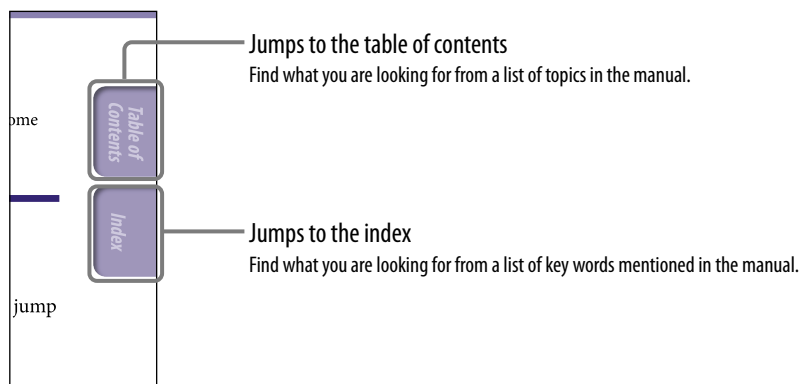 Jumps to the table of contents
Find what you are looking for from a list of topics in the manual.
ome
Table of
Contents
Index
Jumps to the index
Find what you are looking for from a list of key words mentioned in the manual.
jump